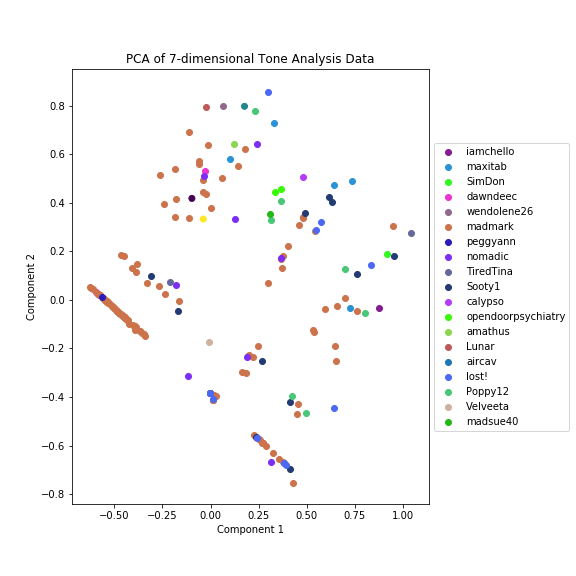 PCA of 7-dimensional Tone Analysis Data
Component 2
0.8
0.6
0.4
0.2
0.0
−0.2
−0.4
−0.6
−0.8
−0.50
−0.25
0.00
0.25
0.50
0.75
1.00
Component 1
iamchello
maxitab
SimDon
dawndeec
wendolene26
madmark
peggyann
nomadic
TiredTina
Sooty1
calypso
opendoorpsychiatry
amathus
Lunar
aircav
lost!
Poppy12
Velveeta
madsue40